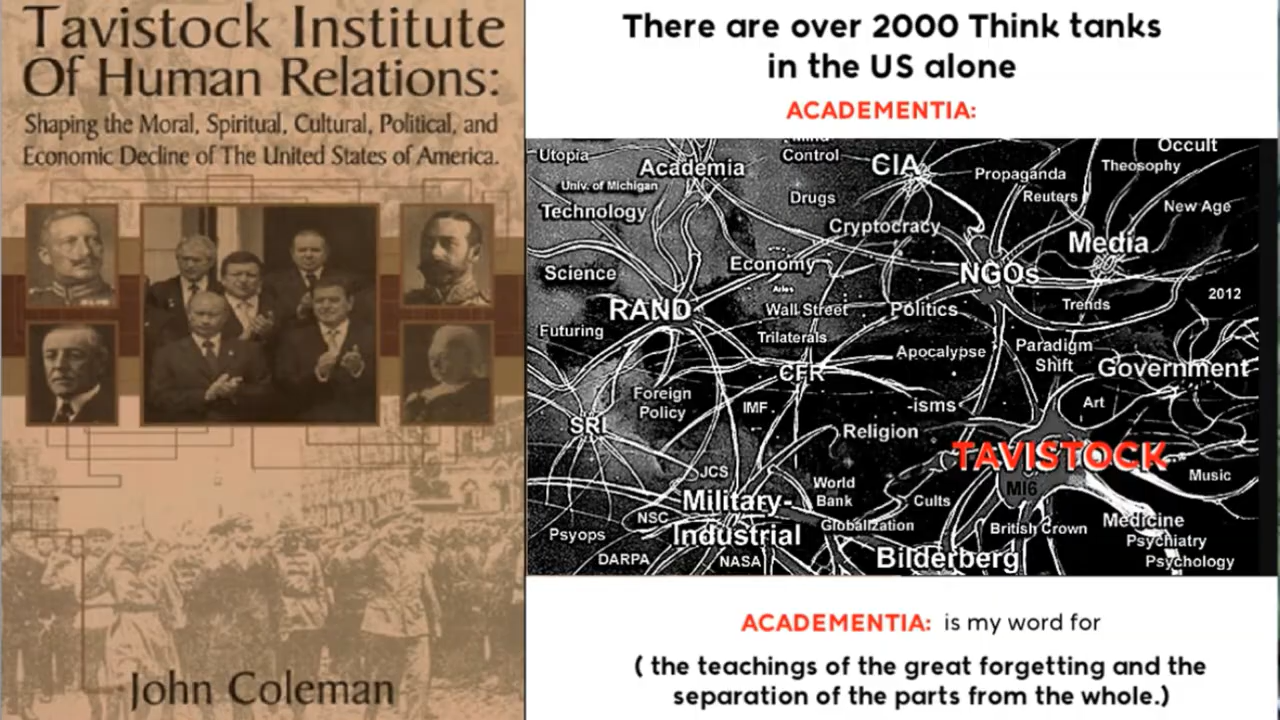 Tavistock Institute
Of Human Relations:
Shaping the Moral, Spiritual, Cultural, Political, and
Economic Decline of The United States of America.
John Coleman
There are over 2000 Think tanks
in the US alone
ACADEMENTIA:
Utopia
Academia
Mind
Control
CIA
Occult
Theosophy
Univ. of Michigan
Propaganda
Technology
Drugs
Reuters
New Age
Cryptocracy
Media
Science
Economy
NGOs
Aries
2012
RAND
Wall Street
Politics
Trends
Futuring
Trilaterals
Apocalypse
Paradigm
Shift
Government
CFR
Foreign
Policy
IMF
-isms
Art
SRI
Religion
TAVISTOCK
JCS
World
Bank
MI6
Music
Military-
Industrial
Cults
NSC
Globalization
British Crown
Medicine
Psyops
Psychiatry
DARPA
NASA
Bilderberg
Psychology
ACADEMENTIA: is my word for
( the teachings of the great forgetting and the
separation of the parts from the whole.)